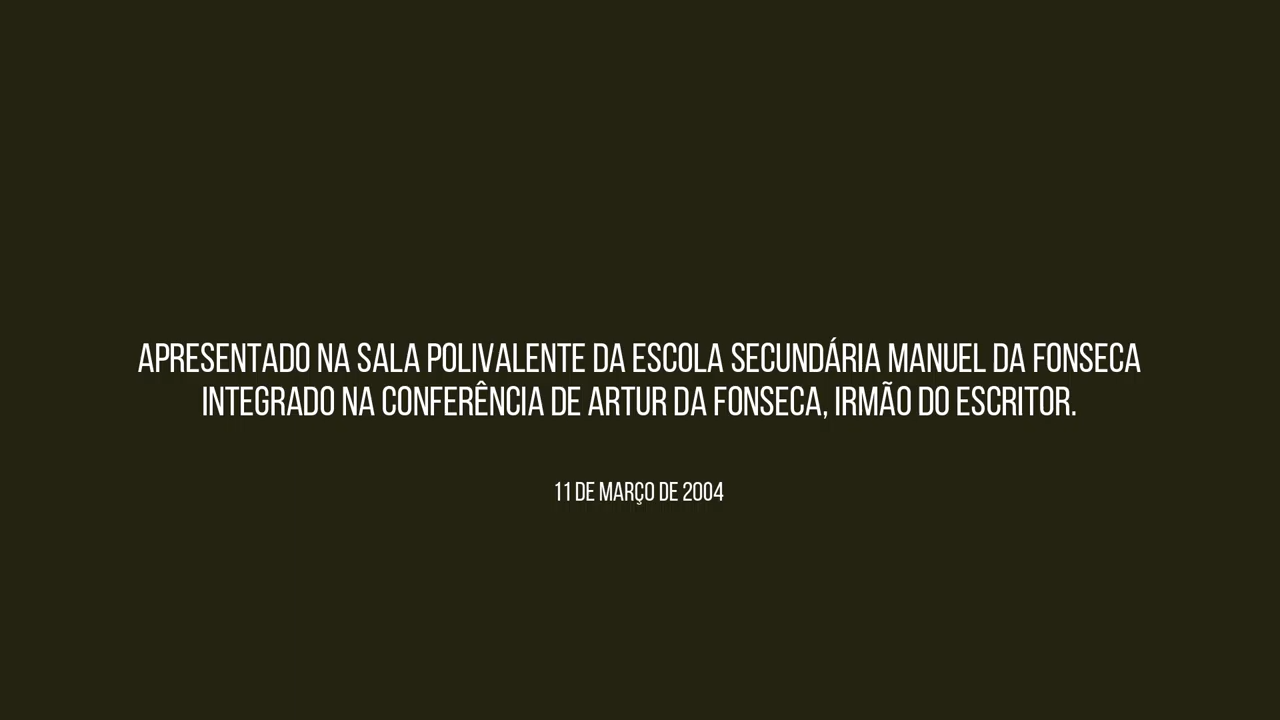 APRESENTADO NA SALA POLIVALENTE DA ESCOLA SECUNDÁRIA MANUEL DA FONSECA
INTEGRADO NA CONFERÊNCIA DE ARTUR DA FONSECA, IRMÃO DO ESCRITOR.
11 DE MARÇO DE 2004